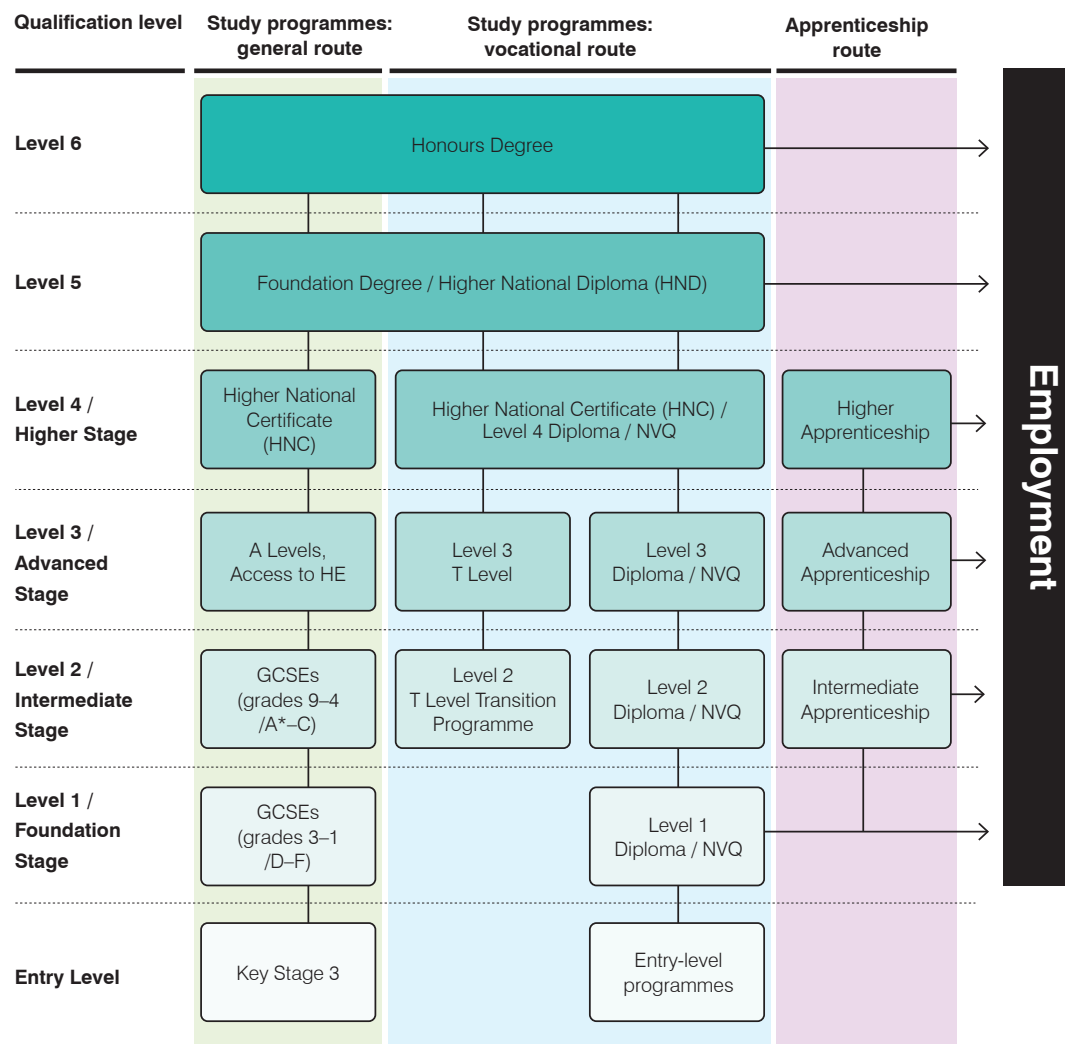 Qualification level
Study programmes:
general route
Study programmes:
vocational route
Apprenticeship
route
Level 6
Honours Degree
Level 5
Foundation Degree / Higher National Diploma (HND)
Level 4 /
Higher Stage
Higher National
Certificate
(HNC)
Higher National Certificate (HNC) /
Level 4 Diploma / NVQ
Higher
Apprenticeship
Level 3 /
Advanced
Stage
A Levels,
Access to HE
Level 3
T Level
Level 3
Diploma / NVQ
Advanced
Apprenticeship
Level 2 /
Intermediate
Stage
GCSEs
(grades 9–4
/A*–C)
Level 2
T Level Transition
Programme
Level 2
Diploma / NVQ
Intermediate
Apprenticeship
Level 1 /
Foundation
Stage
GCSEs
(grades 3–1
/D–F)
Level 1
Diploma / NVQ
Entry Level
Key Stage 3
Entry-level
programmes
Employment